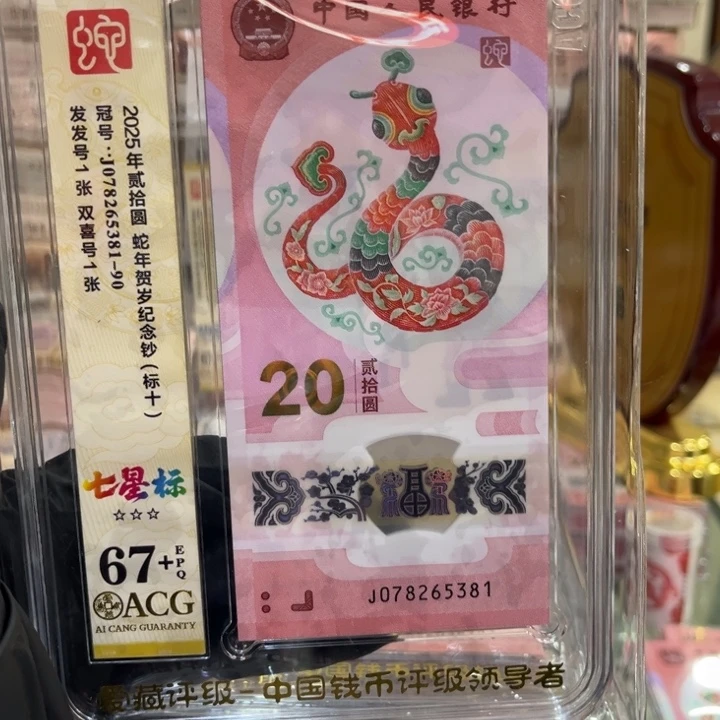 蛇
2025年贰拾圆 蛇年贺岁纪念钞（标十）
冠号：J078265381-90
发发号1张 双喜号1张
七星标
☆☆☆
67+ EPQ
ACG
AI CANG GUARANTY
中国人民银行
蛇
20 贰拾圆
福
J078265381
爱藏评级-中国钱币评级领导者